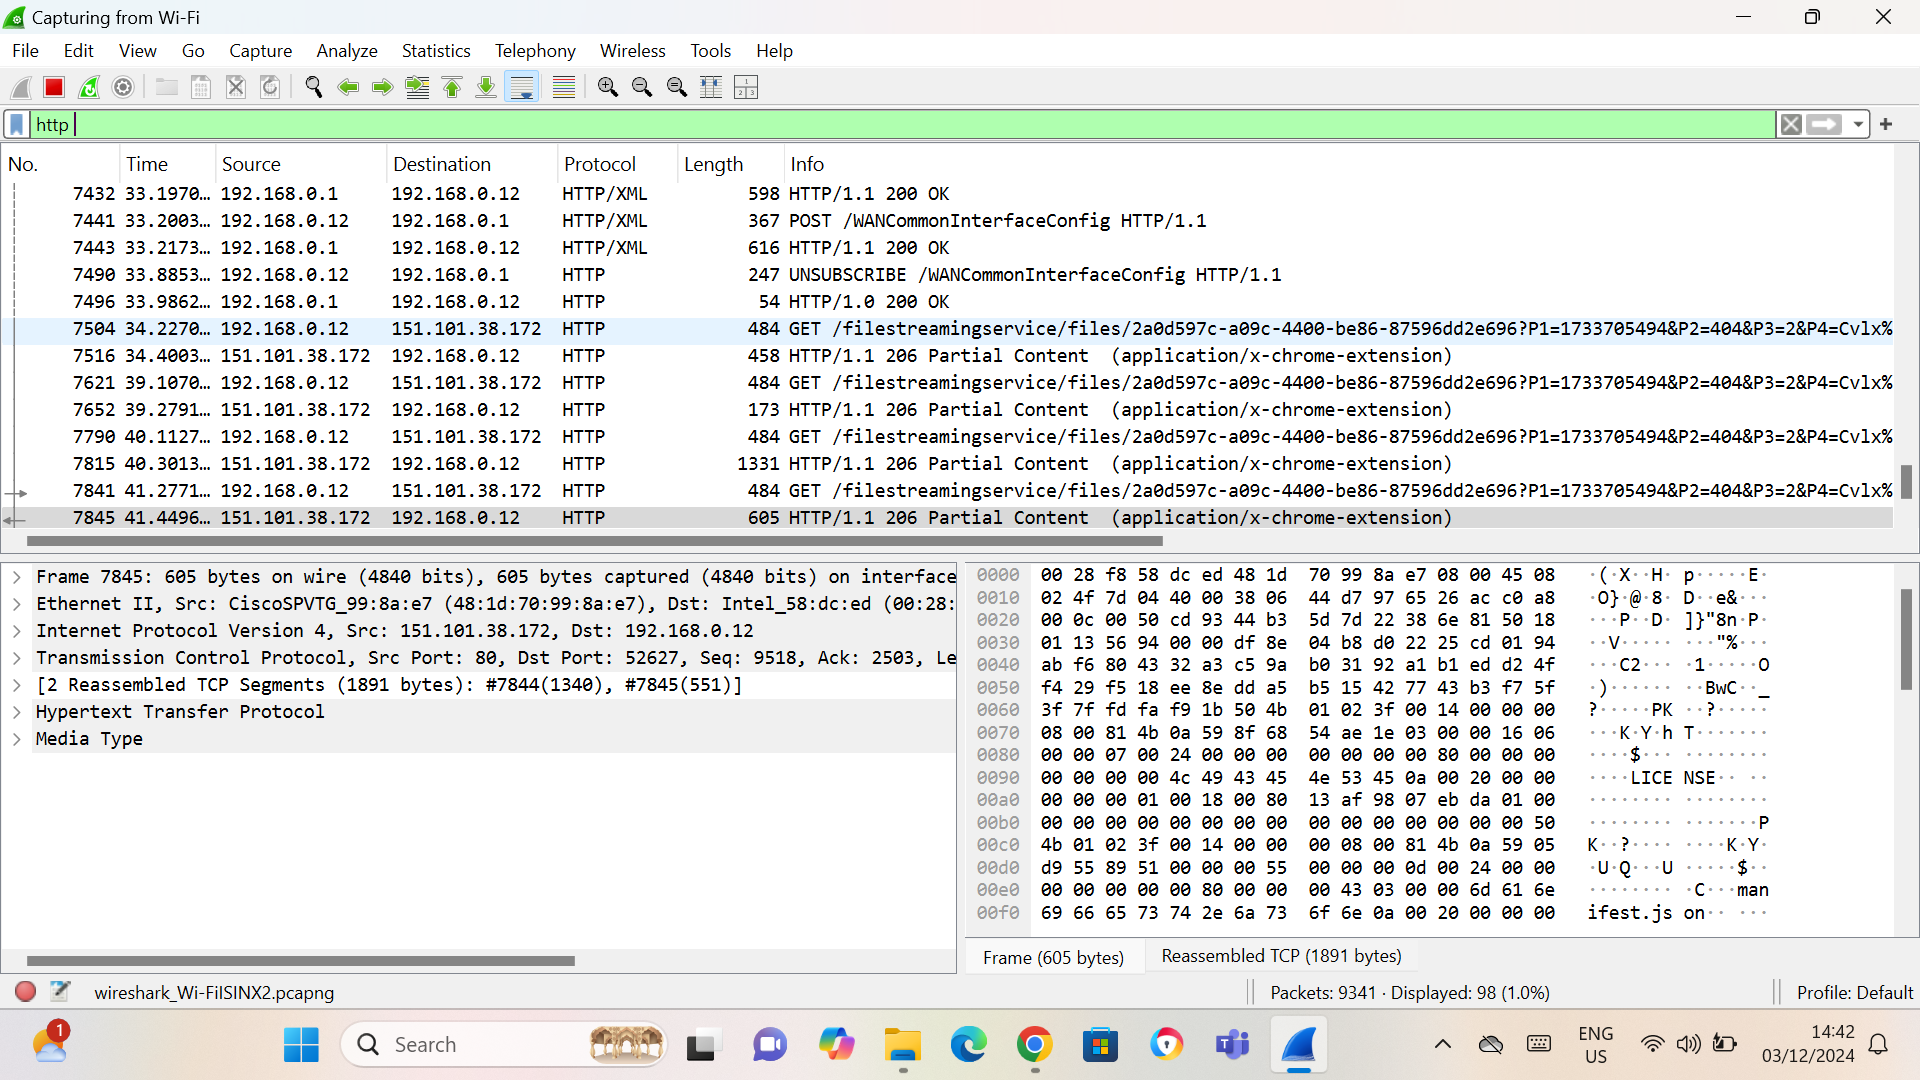 Capturing from Wi-Fi
File Edit View Go Capture Analyze Statistics Telephony Wireless Tools Help
http
No. Time Source Destination Protocol Length Info
7432 33.1970… 192.168.0.1 192.168.0.12 HTTP/XML 598 HTTP/1.1 200 OK
7441 33.2003… 192.168.0.12 192.168.0.1 HTTP/XML 367 POST /WANCommonInterfaceConfig HTTP/1.1
7443 33.2173… 192.168.0.1 192.168.0.12 HTTP/XML 616 HTTP/1.1 200 OK
7490 33.8853… 192.168.0.12 192.168.0.1 HTTP 247 UNSUBSCRIBE /WANCommonInterfaceConfig HTTP/1.1
7496 33.9862… 192.168.0.1 192.168.0.12 HTTP 54 HTTP/1.0 200 OK
7504 34.2270… 192.168.0.12 151.101.38.172 HTTP 484 GET /filestreamingservice/files/2a0d597c-a09c-4400-be86-87596dd2e696?P1=1733705494&P2=404&P3=2&P4=Cvlx%
7516 34.4003… 151.101.38.172 192.168.0.12 HTTP 458 HTTP/1.1 206 Partial Content (application/x-chrome-extension)
7621 39.1070… 192.168.0.12 151.101.38.172 HTTP 484 GET /filestreamingservice/files/2a0d597c-a09c-4400-be86-87596dd2e696?P1=1733705494&P2=404&P3=2&P4=Cvlx%
7652 39.2791… 151.101.38.172 192.168.0.12 HTTP 173 HTTP/1.1 206 Partial Content (application/x-chrome-extension)
7790 40.1127… 192.168.0.12 151.101.38.172 HTTP 484 GET /filestreamingservice/files/2a0d597c-a09c-4400-be86-87596dd2e696?P1=1733705494&P2=404&P3=2&P4=Cvlx%
7815 40.3013… 151.101.38.172 192.168.0.12 HTTP 1331 HTTP/1.1 206 Partial Content (application/x-chrome-extension)
7841 41.2771… 192.168.0.12 151.101.38.172 HTTP 484 GET /filestreamingservice/files/2a0d597c-a09c-4400-be86-87596dd2e696?P1=1733705494&P2=404&P3=2&P4=Cvlx%
7845 41.4496… 151.101.38.172 192.168.0.12 HTTP 605 HTTP/1.1 206 Partial Content (application/x-chrome-extension)
Frame 7845: 605 bytes on wire (4840 bits), 605 bytes captured (4840 bits) on interface
Ethernet II, Src: CiscoSPVTG_99:8a:e7 (48:1d:70:99:8a:e7), Dst: Intel_58:dc:ed (00:28:
Internet Protocol Version 4, Src: 151.101.38.172, Dst: 192.168.0.12
Transmission Control Protocol, Src Port: 80, Dst Port: 52627, Seq: 9518, Ack: 2503, Le
[2 Reassembled TCP Segments (1891 bytes): #7844(1340), #7845(551)]
Hypertext Transfer Protocol
Media Type
0000 00 28 f8 58 dc ed 48 1d 70 99 8a e7 08 00 45 08 ·(·X··H· p·····E·
0010 02 4f 7d 04 40 00 38 06 44 d7 97 65 26 ac c0 a8 ·O}·@·8· D··e&···
0020 00 0c 00 50 cd 93 44 b3 5d 7d 22 38 6e 81 50 18 ···P··D· ]}"8n·P·
0030 01 13 56 94 00 00 df 8e 04 b8 d0 22 25 cd 01 94 ··V····· ···"%···
0040 ab f6 80 43 32 a3 c5 9a b0 31 92 a1 b1 ed d2 4f ···C2··· ·1·····O
0050 f4 29 f5 18 ee 8e dd a5 b5 15 42 77 43 b3 f7 5f ·)······ ··BwC··_
0060 3f 7f fd fa f9 1b 50 4b 01 02 3f 00 14 00 00 00 ?·····PK ··?·····
0070 08 00 81 4b 0a 59 8f 68 54 ae 1e 03 00 00 16 06 ···K·Y·h T·······
0080 00 00 07 00 24 00 00 00 00 00 00 00 80 00 00 00 ····$··· ········
0090 00 00 00 00 4c 49 43 45 4e 53 45 0a 00 20 00 00 ····LICE NSE·· ··
00a0 00 00 00 01 00 18 00 80 13 af 98 07 eb da 01 00 ········ ········
00b0 00 00 00 00 00 00 00 00 00 00 00 00 00 00 00 50 ········ ·······P
00c0 4b 01 02 3f 00 14 00 00 00 08 00 81 4b 0a 59 05 K··?···· ····K·Y·
00d0 d9 55 89 51 00 00 00 55 00 00 00 0d 00 24 00 00 ·U·Q···U ·····$··
00e0 00 00 00 00 00 80 00 00 00 43 03 00 00 6d 61 6e ········ ·C···man
00f0 69 66 65 73 74 2e 6a 73 6f 6e 0a 00 20 00 00 00 ifest.js on·· ···
Frame (605 bytes) Reassembled TCP (1891 bytes)
wireshark_Wi-FiISINX2.pcapng Packets: 9341 · Displayed: 98 (1.0%) Profile: Default
1
Search
ENG
US
14:42
03/12/2024